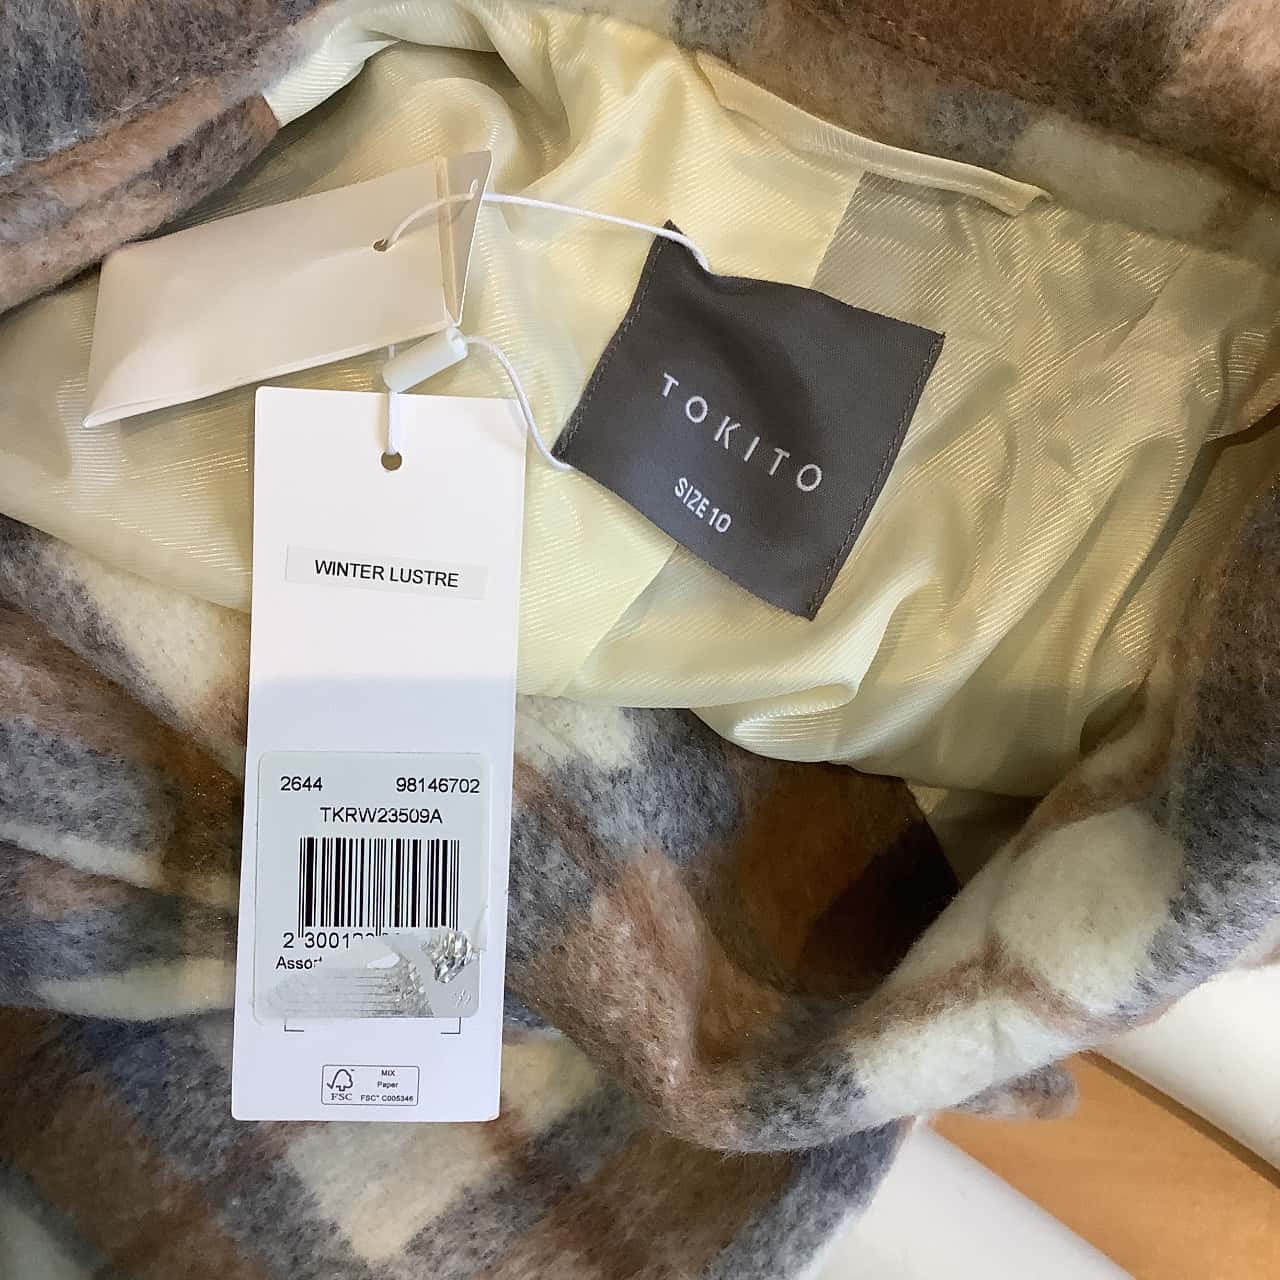 TOKITO
SIZE 10
WINTER LUSTRE
2644 98146702
TKRW23509A
MIX
Paper
FSC
FSC® C005346